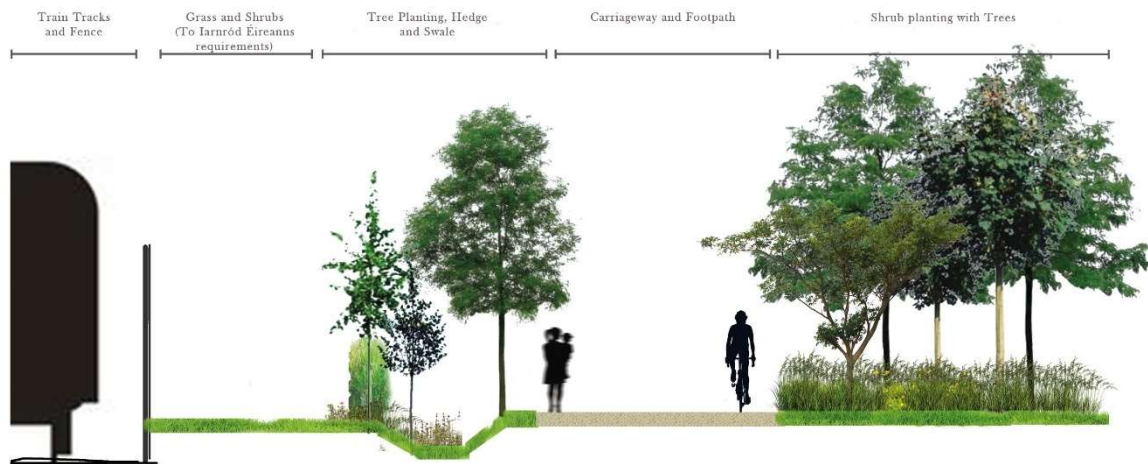 Train Tracks
and Fence
Grass and Shrubs
(To Iarnród Éireanns
requirements)
Tree Planting, Hedge
and Swale
Carriageway and Footpath
Shrub planting with Trees